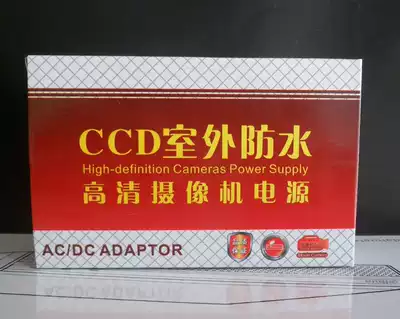 CCD室外防水
High-definition Cameras Power Supply
高清摄像机电源
AC/DC ADAPTOR